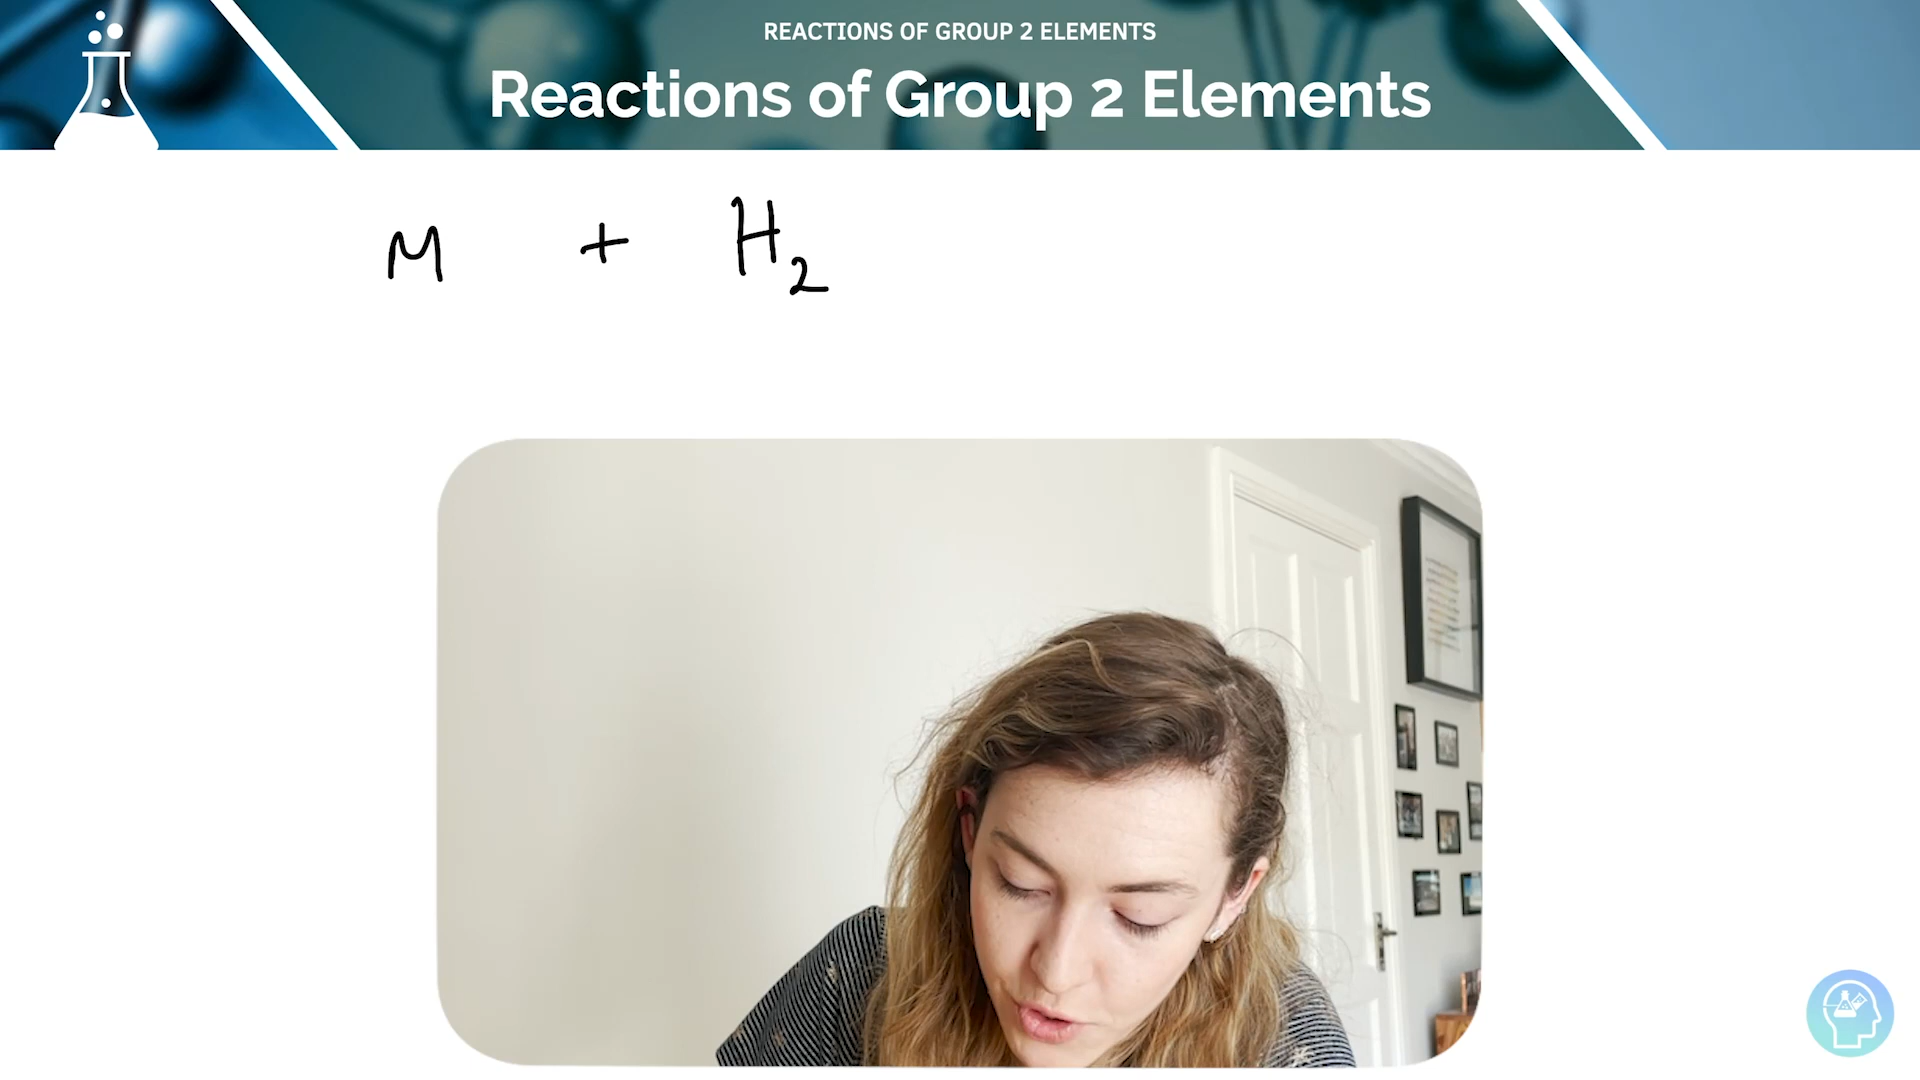 REACTIONS OF GROUP 2 ELEMENTS
Reactions of Group 2 Elements
M + H₂